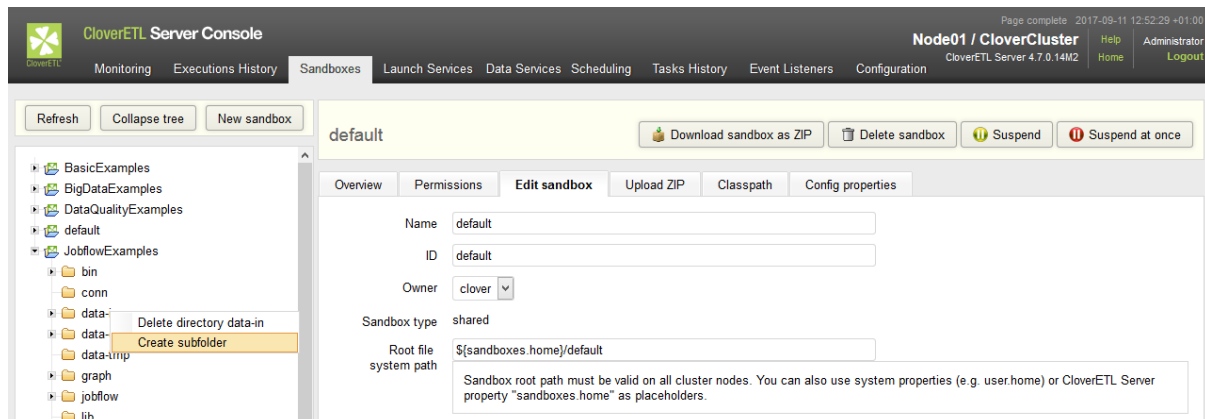 Page complete 2017-09-11 12:52:29 +01:00
CloverETL Server Console
Node01 / CloverCluster
Help
Administrator
CloverETL Server 4.7.0.14M2
Home
Logout
CloverETL
Monitoring Executions History Sandboxes Launch Services Data Services Scheduling Tasks History Event Listeners Configuration
Refresh Collapse tree New sandbox
BasicExamples
BigDataExamples
DataQualityExamples
default
JobflowExamples
bin
conn
data-
Delete directory data-in
data-
Create subfolder
data-tmp
graph
jobflow
lib
default
Download sandbox as ZIP Delete sandbox Suspend Suspend at once
Overview Permissions Edit sandbox Upload ZIP Classpath Config properties
Name default
ID default
Owner clover
Sandbox type shared
Root file system path ${sandboxes.home}/default
Sandbox root path must be valid on all cluster nodes. You can also use system properties (e.g. user.home) or CloverETL Server
property "sandboxes.home" as placeholders.